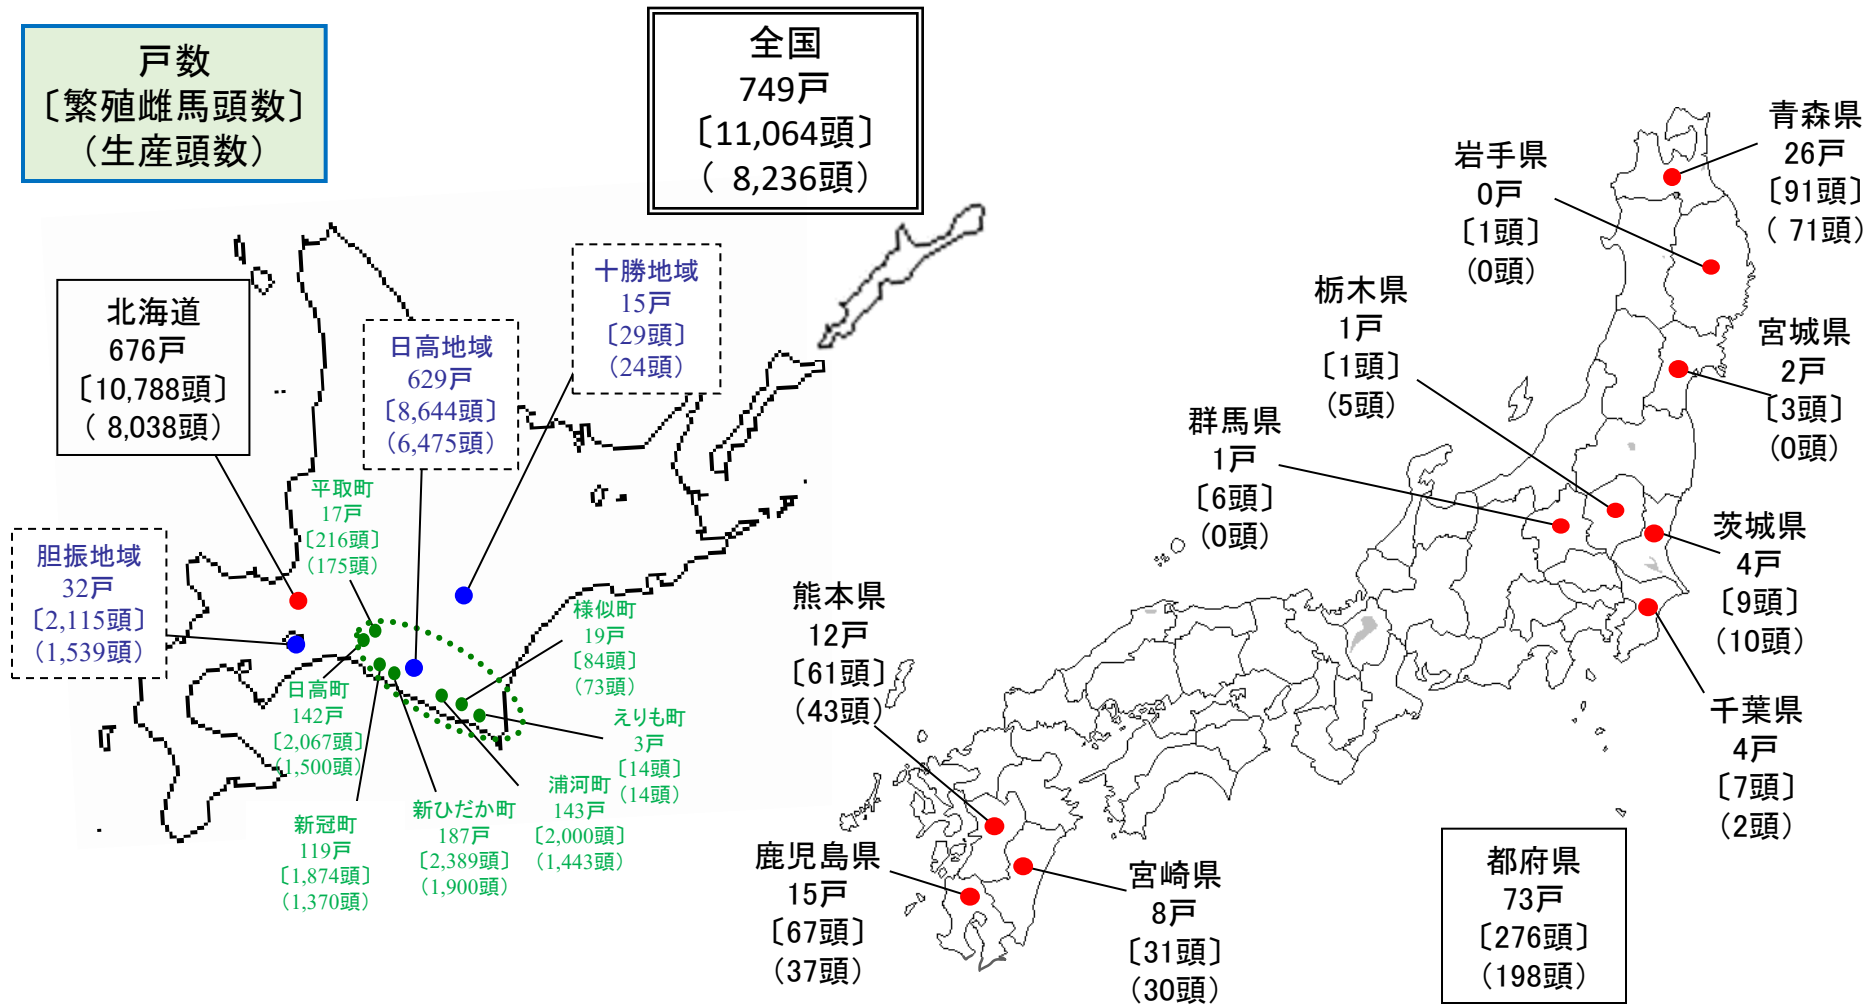 戸数
〔繁殖雌馬頭数〕
（生産頭数）
全国
749戸
〔11,064頭〕
（ 8,236頭）
北海道
676戸
〔10,788頭〕
（ 8,038頭）
十勝地域
15戸
〔29頭〕
（24頭）
日高地域
629戸
〔8,644頭〕
（6,475頭）
胆振地域
32戸
〔2,115頭〕
（1,539頭）
平取町
17戸
〔216頭〕
（175頭）
日高町
142戸
〔2,067頭〕
（1,500頭）
新冠町
119戸
〔1,874頭〕
（1,370頭）
新ひだか町
187戸
〔2,389頭〕
（1,900頭）
浦河町
143戸
〔2,000頭〕
（1,443頭）
様似町
19戸
〔84頭〕
（73頭）
えりも町
3戸
〔14頭〕
（14頭）
青森県
26戸
〔91頭〕
（ 71頭）
岩手県
0戸
〔1頭〕
（0頭）
宮城県
2戸
〔3頭〕
（0頭）
栃木県
1戸
〔1頭〕
（5頭）
群馬県
1戸
〔6頭〕
（0頭）
茨城県
4戸
〔9頭〕
（10頭）
千葉県
4戸
〔7頭〕
（2頭）
熊本県
12戸
〔61頭〕
（43頭）
鹿児島県
15戸
〔67頭〕
（37頭）
宮崎県
8戸
〔31頭〕
（30頭）
都府県
73戸
〔276頭〕
（198頭）